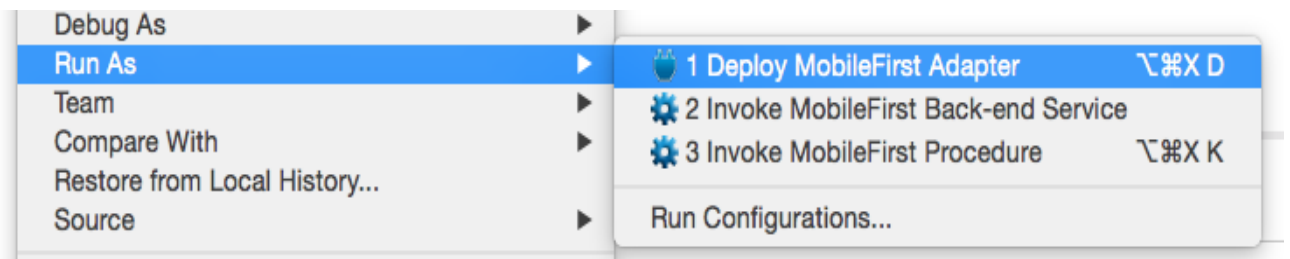 Debug As
Run As
Team
Compare With
Restore from Local History...
Source
1 Deploy MobileFirst Adapter ⌥⌘X D
2 Invoke MobileFirst Back-end Service
3 Invoke MobileFirst Procedure ⌥⌘X K
Run Configurations...